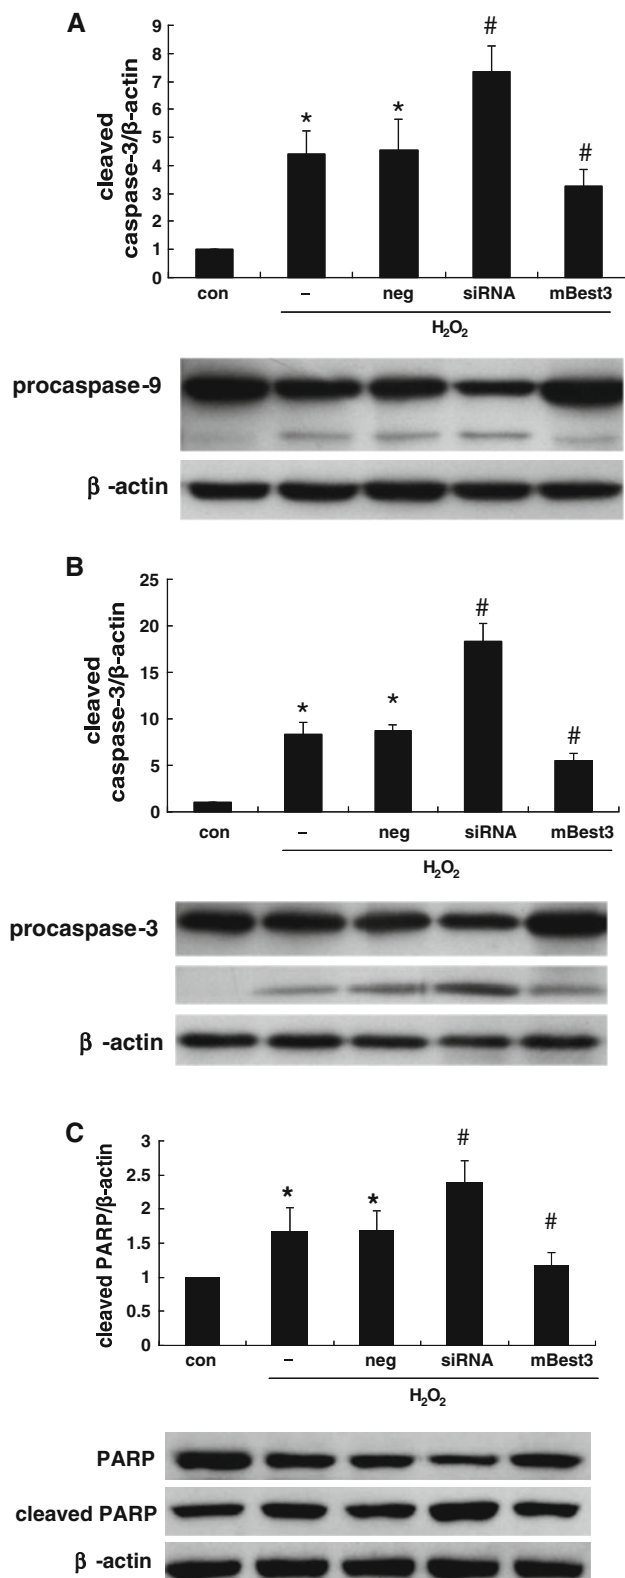 A
cleaved
caspase-3/β-actin
9
8
7
6
5
4
3
2
1
0
* * # #
con – neg siRNA mBest3
H₂O₂
procaspase-9
β -actin
B
cleaved
caspase-3/β-actin
25
20
15
10
5
0
* * # #
con – neg siRNA mBest3
H₂O₂
procaspase-3
β -actin
C
cleaved PARP/β-actin
3
2.5
2
1.5
1
0.5
0
* * # #
con – neg siRNA mBest3
H₂O₂
PARP
cleaved PARP
β -actin